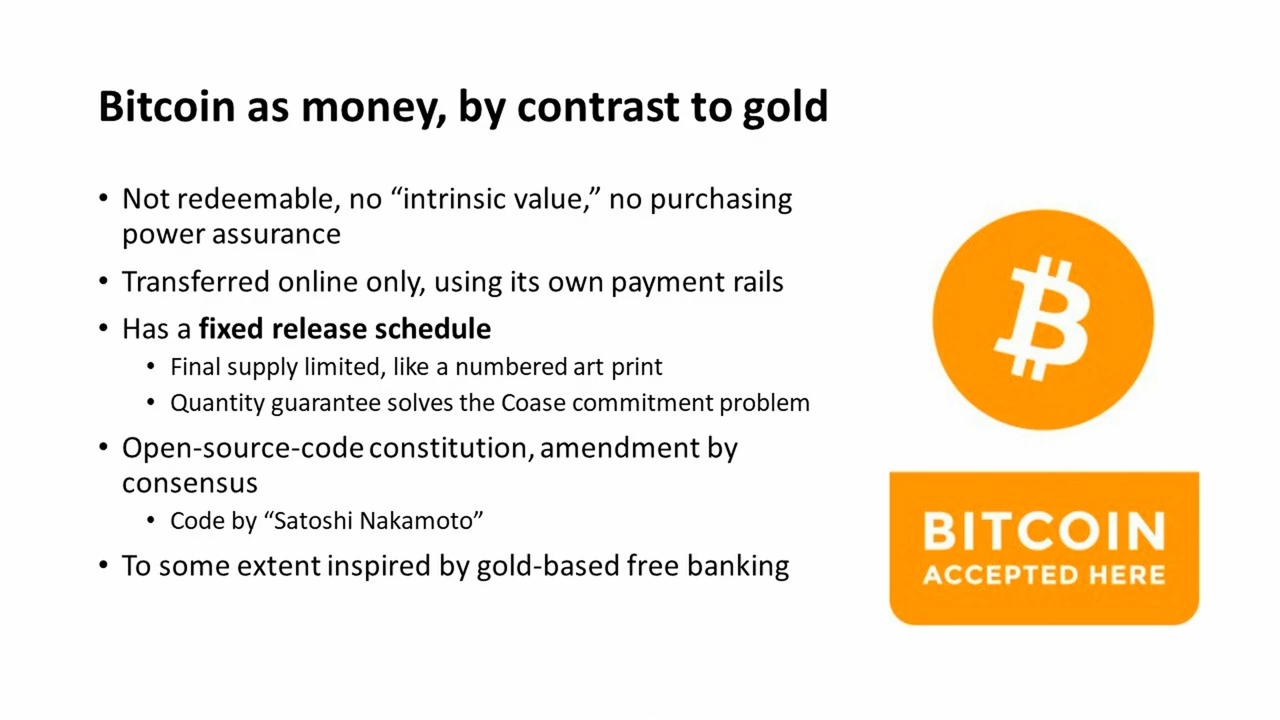 Bitcoin as money, by contrast to gold
• Not redeemable, no “intrinsic value,” no purchasing
power assurance
• Transferred online only, using its own payment rails
• Has a fixed release schedule
• Final supply limited, like a numbered art print
• Quantity guarantee solves the Coase commitment problem
• Open-source-code constitution, amendment by
consensus
• Code by “Satoshi Nakamoto”
• To some extent inspired by gold-based free banking
₿
BITCOIN
ACCEPTED HERE